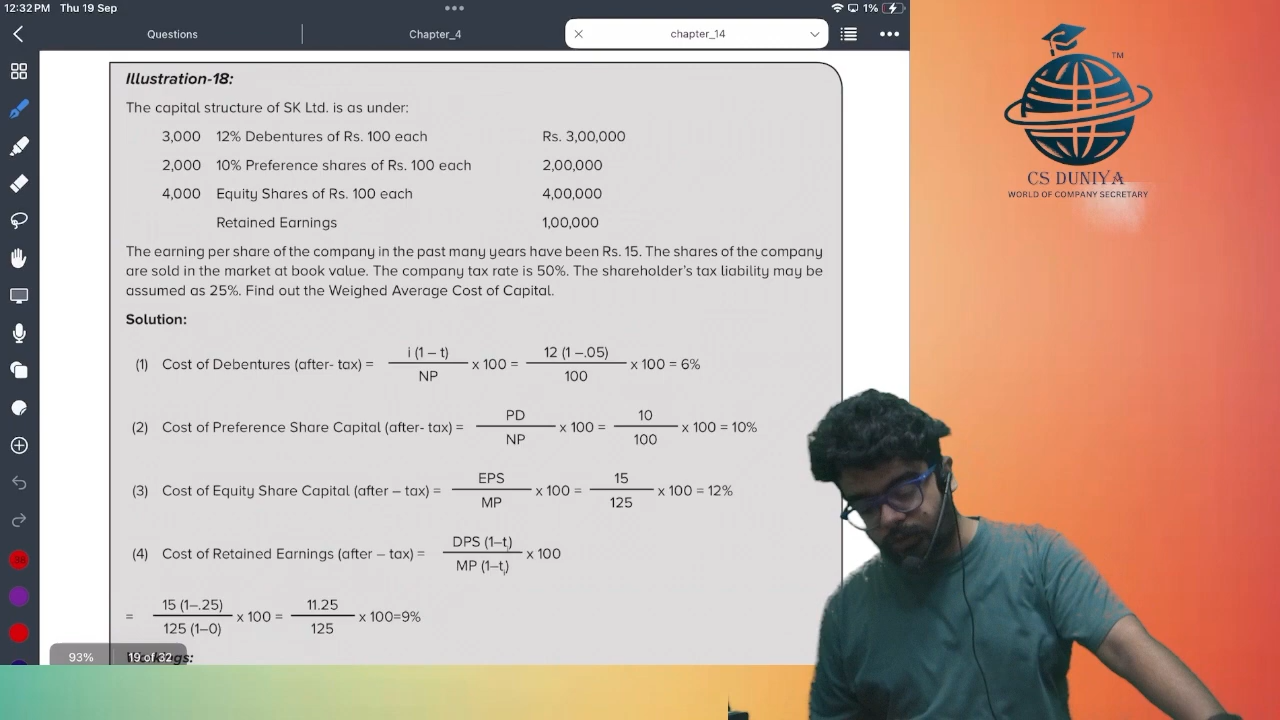 12:32 PM Thu 19 Sep
1%
Questions
Chapter_4
chapter_14
Illustration-18:
The capital structure of SK Ltd. is as under:
3,000 12% Debentures of Rs. 100 each Rs. 3,00,000
2,000 10% Preference shares of Rs. 100 each 2,00,000
4,000 Equity Shares of Rs. 100 each 4,00,000
Retained Earnings 1,00,000
The earning per share of the company in the past many years have been Rs. 15. The shares of the company
are sold in the market at book value. The company tax rate is 50%. The shareholder's tax liability may be
assumed as 25%. Find out the Weighed Average Cost of Capital.
Solution:
(1) Cost of Debentures (after- tax) = i (1 – t) / NP x 100 = 12 (1 –.05) / 100 x 100 = 6%
(2) Cost of Preference Share Capital (after- tax) = PD / NP x 100 = 10 / 100 x 100 = 10%
(3) Cost of Equity Share Capital (after – tax) = EPS / MP x 100 = 15 / 125 x 100 = 12%
(4) Cost of Retained Earnings (after – tax) = DPS (1–t) / MP (1–t) x 100
= 15 (1–.25) / 125 (1–0) x 100 = 11.25 / 125 x 100=9%
93% 19 of 32
.36
TM
CS DUNIYA
WORLD OF COMPANY SECRETARY